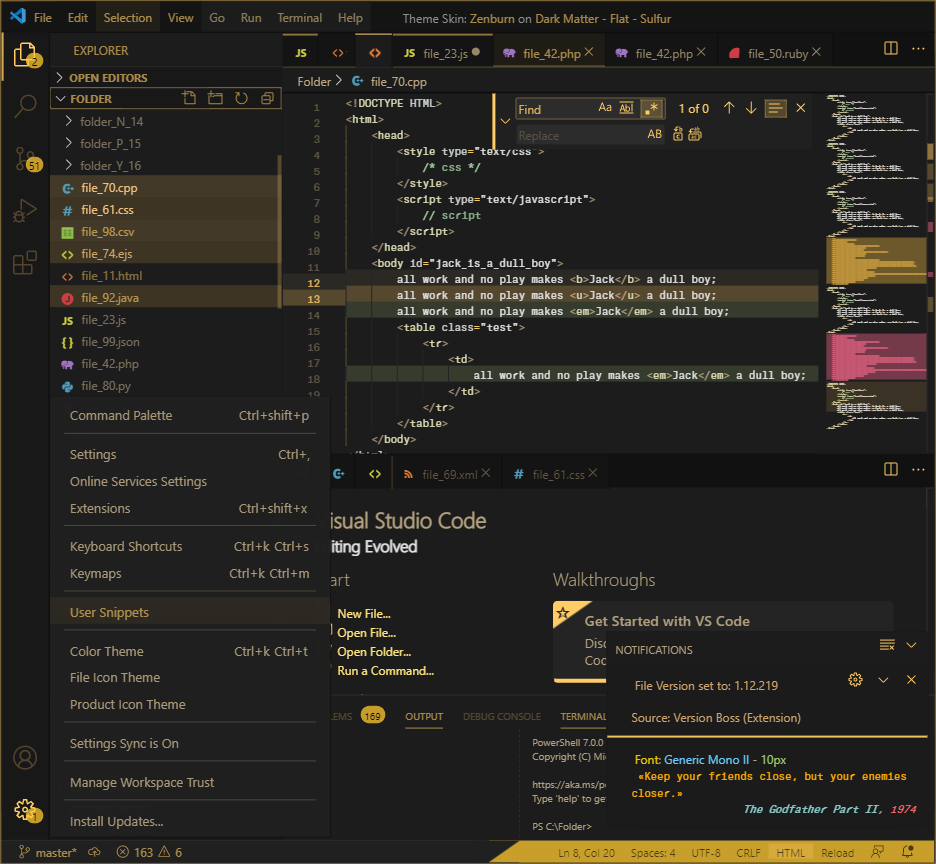 File Edit Selection View Go Run Terminal Help Theme Skin: Zenburn on Dark Matter - Flat - Sulfur
2
51
1
EXPLORER
OPEN EDITORS
FOLDER
folder_N_14
folder_P_15
folder_Y_16
file_70.cpp
file_61.css
file_98.csv
file_74.ejs
file_11.html
file_92.java
JS file_23.js
file_99.json
file_42.php
file_80.py
JS JS file_23.js file_42.php file_42.php file_50.ruby
Folder file_70.cpp
Find Aa Abl .* 1 of 0
Replace AB
1 <!DOCTYPE HTML>
2 <html>
3 <head>
4 <style type="text/css">
5 /* css */
6 </style>
7 <script type="text/javascript">
8 // script
9 </script>
10 </head>
11 <body id="jack_is_a_dull_boy">
12 all work and no play makes <b>Jack</b> a dull boy;
13 all work and no play makes <u>Jack</u> a dull boy;
14 all work and no play makes <em>Jack</em> a dull boy;
15 <table class="test">
16 <tr>
17 <td>
18 all work and no play makes <em>Jack</em> a dull boy;
19 </td>
</tr>
</table>
</body>
Command Palette Ctrl+shift+p
Settings Ctrl+,
Online Services Settings
Extensions Ctrl+shift+x
Keyboard Shortcuts Ctrl+k Ctrl+s
Keymaps Ctrl+k Ctrl+m
User Snippets
Color Theme Ctrl+k Ctrl+t
File Icon Theme
Product Icon Theme
Settings Sync is On
Manage Workspace Trust
Install Updates...
file_69.xml file_61.css
isual Studio Code
iting Evolved
art
New File...
Open File...
Open Folder...
Run a Command...
Walkthroughs
Get Started with VS Code
Disc
Coc
LEMS 169 OUTPUT DEBUG CONSOLE TERMINAL
PowerShell 7.0.0
Copyright (C) Mi
https://aka.ms/po
Type 'help' to get
PS C:\Folder>
NOTIFICATIONS
File Version set to: 1.12.219
Source: Version Boss (Extension)
Font: Generic Mono II - 10px
«Keep your friends close, but your enemies
closer.»
The Godfather Part II, 1974
master* 163 6 Ln 8, Col 20 Spaces: 4 UTF-8 CRLF HTML Reload